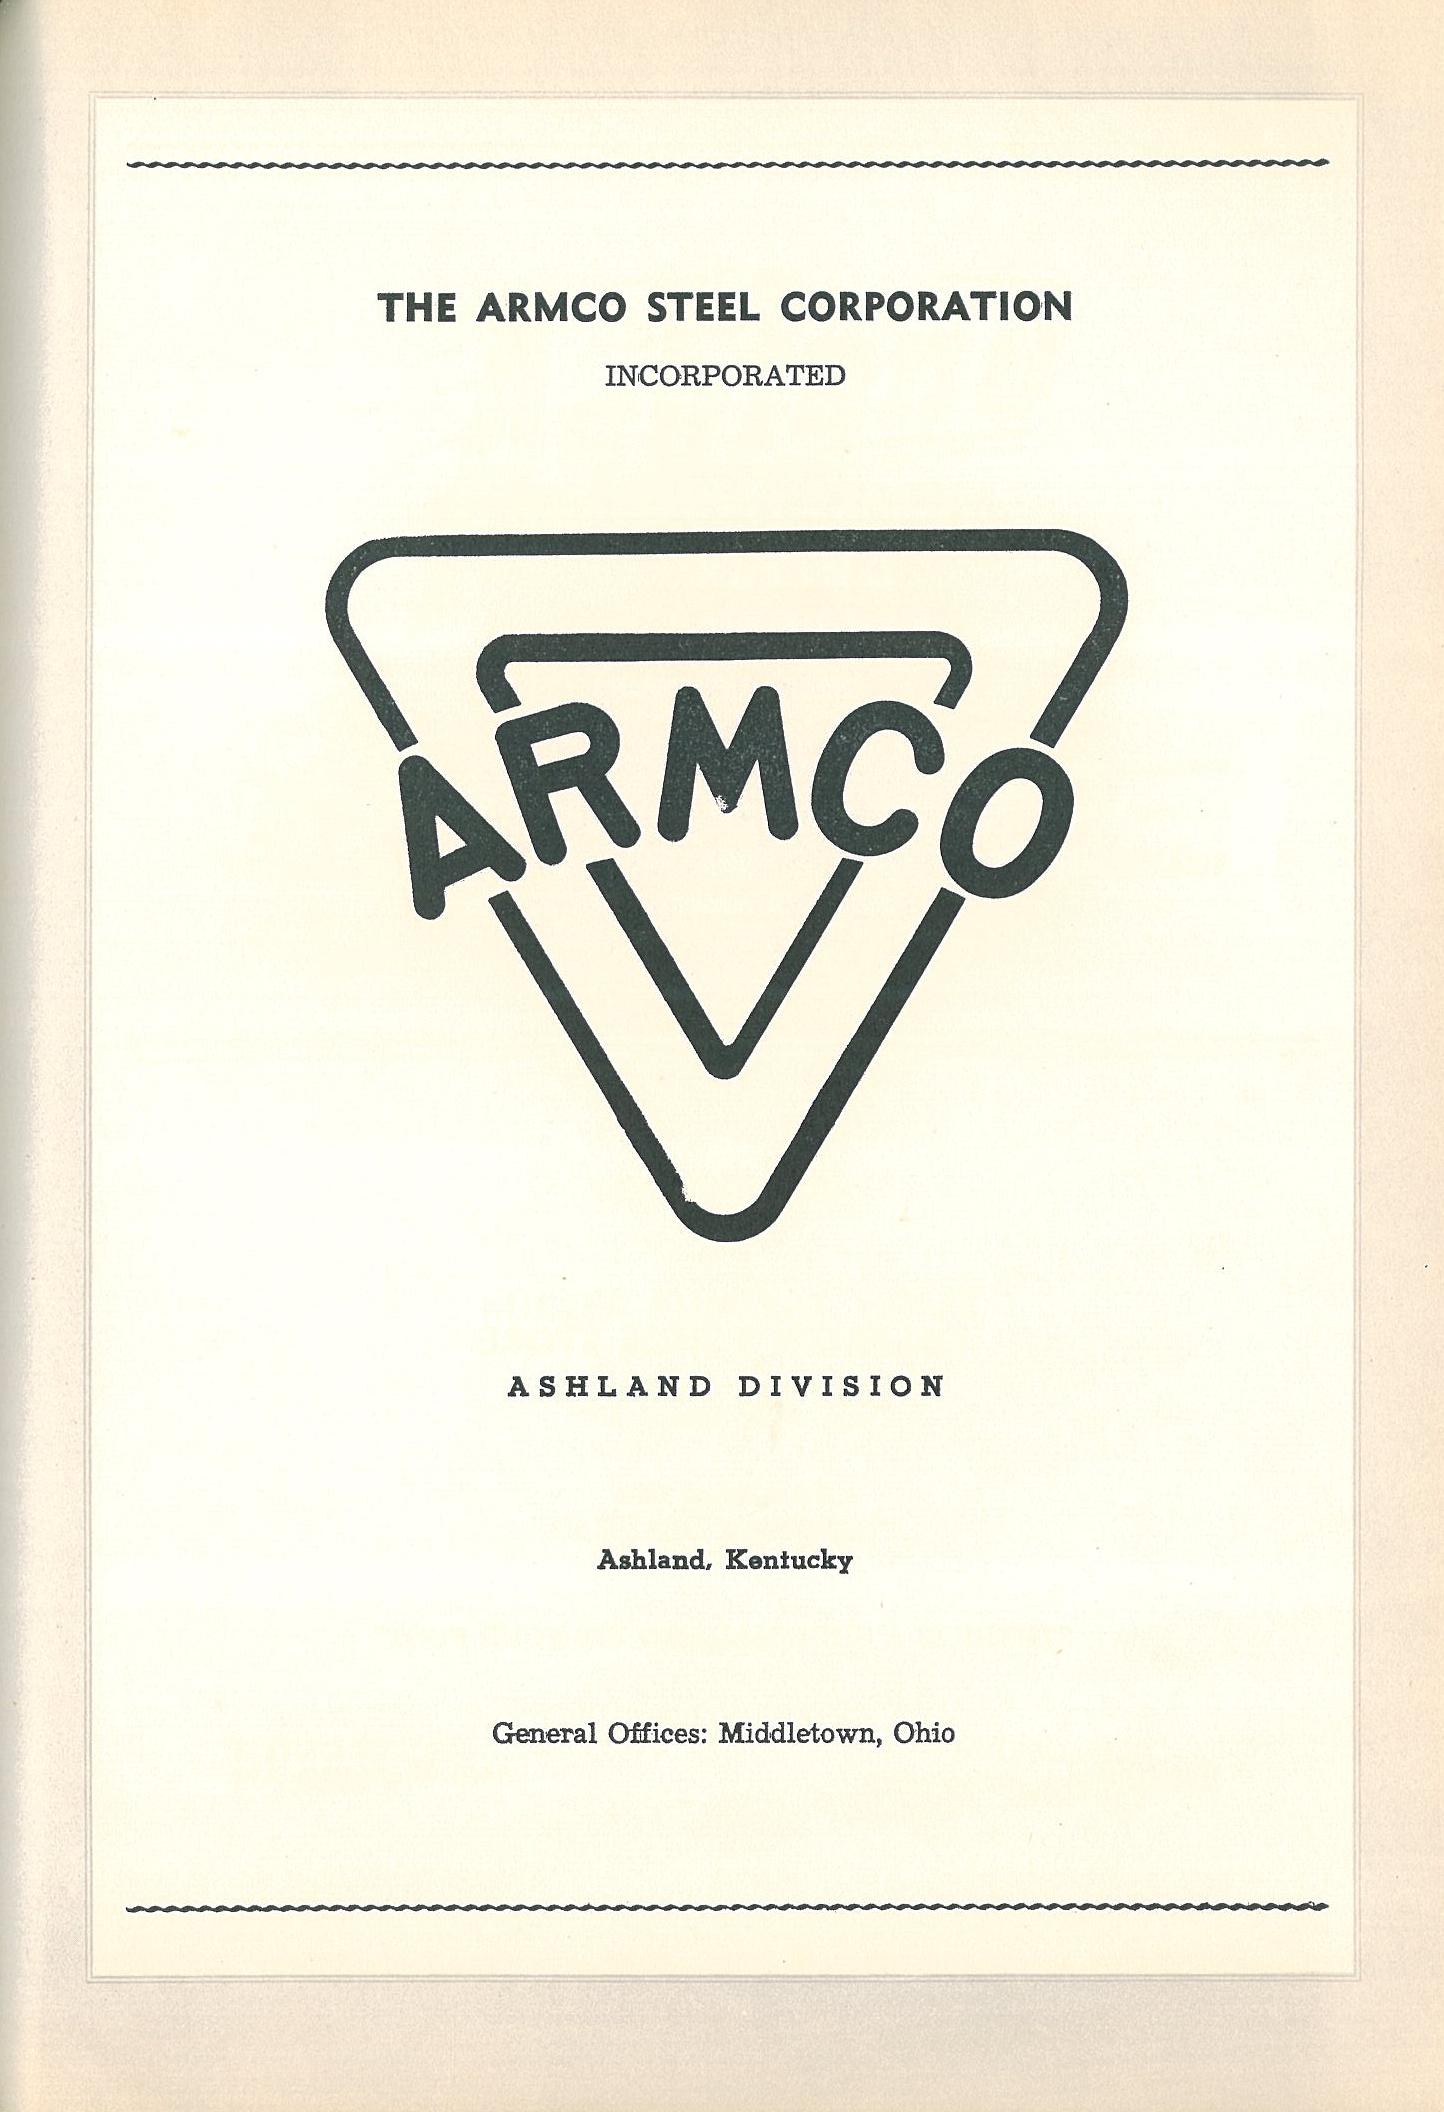 THE ARMCO STEEL CORPORATION
INCORPORATED
ARMCO
ASHLAND DIVISION
Ashland, Kentucky
General Offices: Middletown, Ohio